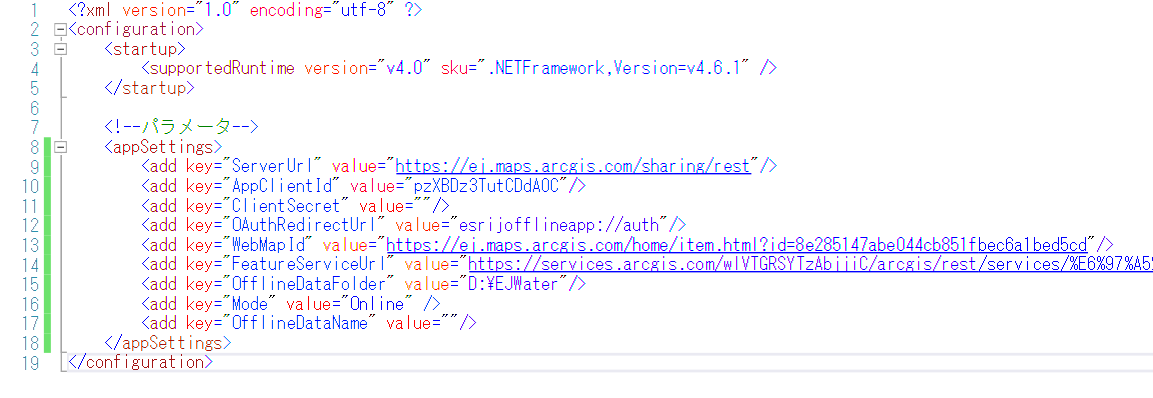 1 <?xml version="1.0" encoding="utf-8" ?>
2 <configuration>
3 <startup>
4 <supportedRuntime version="v4.0" sku=".NETFramework,Version=v4.6.1" />
5 </startup>
6
7 <!--パラメータ-->
8 <appSettings>
9 <add key="ServerUrl" value="https://ej.maps.arcgis.com/sharing/rest"/>
10 <add key="AppClientId" value="pzXBDz3TutCDdAOC"/>
11 <add key="ClientSecret" value=""/>
12 <add key="OAuthRedirectUrl" value="esrijofflineapp://auth"/>
13 <add key="WebMapId" value="https://ej.maps.arcgis.com/home/item.html?id=8e285147abe044cb851fbec6a1bed5cd"/>
14 <add key="FeatureServiceUrl" value="https://services.arcgis.com/wlVTGRSYTzAbjjiC/arcgis/rest/services/%E6%97%A5%
15 <add key="OfflineDataFolder" value="D:¥EJWater"/>
16 <add key="Mode" value="Online" />
17 <add key="OfflineDataName" value=""/>
18 </appSettings>
19 </configuration>